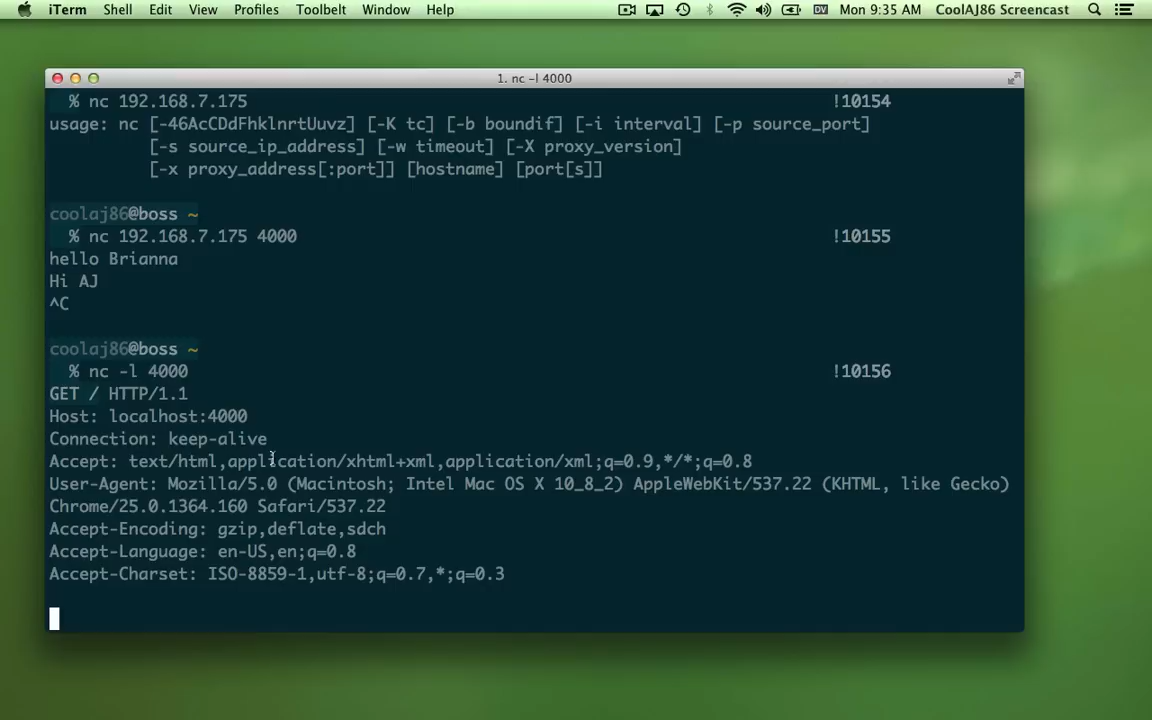 iTerm Shell Edit View Profiles Toolbelt Window Help DV Mon 9:35 AM CoolAJ86 Screencast
1. nc -l 4000
% nc 192.168.7.175 !10154
usage: nc [-46AcCDdFhklnrtUuvz] [-K tc] [-b boundif] [-i interval] [-p source_port]
[-s source_ip_address] [-w timeout] [-X proxy_version]
[-x proxy_address[:port]] [hostname] [port[s]]
coolaj86@boss ~
% nc 192.168.7.175 4000 !10155
hello Brianna
Hi AJ
^C
coolaj86@boss ~
% nc -l 4000 !10156
GET / HTTP/1.1
Host: localhost:4000
Connection: keep-alive
Accept: text/html,application/xhtml+xml,application/xml;q=0.9,*/*;q=0.8
User-Agent: Mozilla/5.0 (Macintosh; Intel Mac OS X 10_8_2) AppleWebKit/537.22 (KHTML, like Gecko)
Chrome/25.0.1364.160 Safari/537.22
Accept-Encoding: gzip,deflate,sdch
Accept-Language: en-US,en;q=0.8
Accept-Charset: ISO-8859-1,utf-8;q=0.7,*;q=0.3